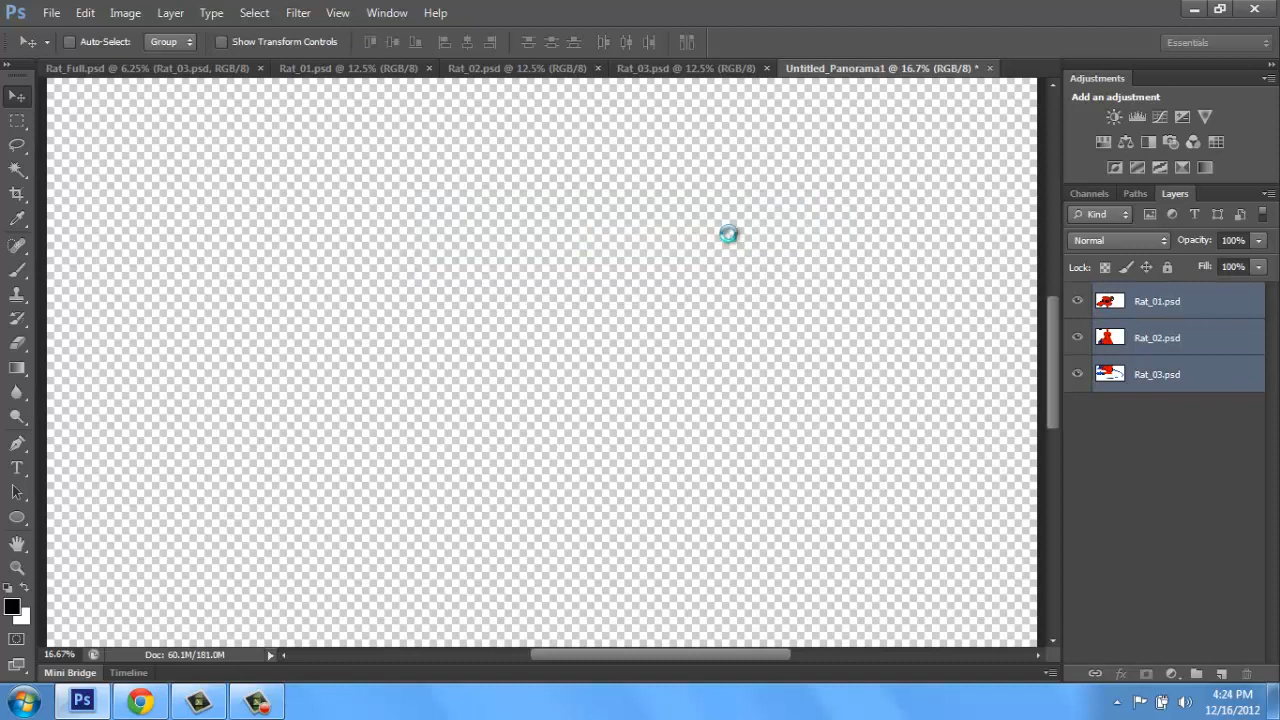 Ps File Edit Image Layer Type Select Filter View Window Help
Auto-Select: Group Show Transform Controls Essentials
Rat_Full.psd @ 6.25% (Rat_03.psd, RGB/8) × Rat_01.psd @ 12.5% (RGB/8) × Rat_02.psd @ 12.5% (RGB/8) × Rat_03.psd @ 12.5% (RGB/8) × Untitled_Panorama1 @ 16.7% (RGB/8) * ×
Adjustments
Add an adjustment
Channels Paths Layers
Kind
Normal Opacity: 100%
Lock: Fill: 100%
Rat_01.psd
Rat_02.psd
Rat_03.psd
16.67% Doc: 60.1M/181.0M
Mini Bridge Timeline
Ps
4:24 PM
12/16/2012